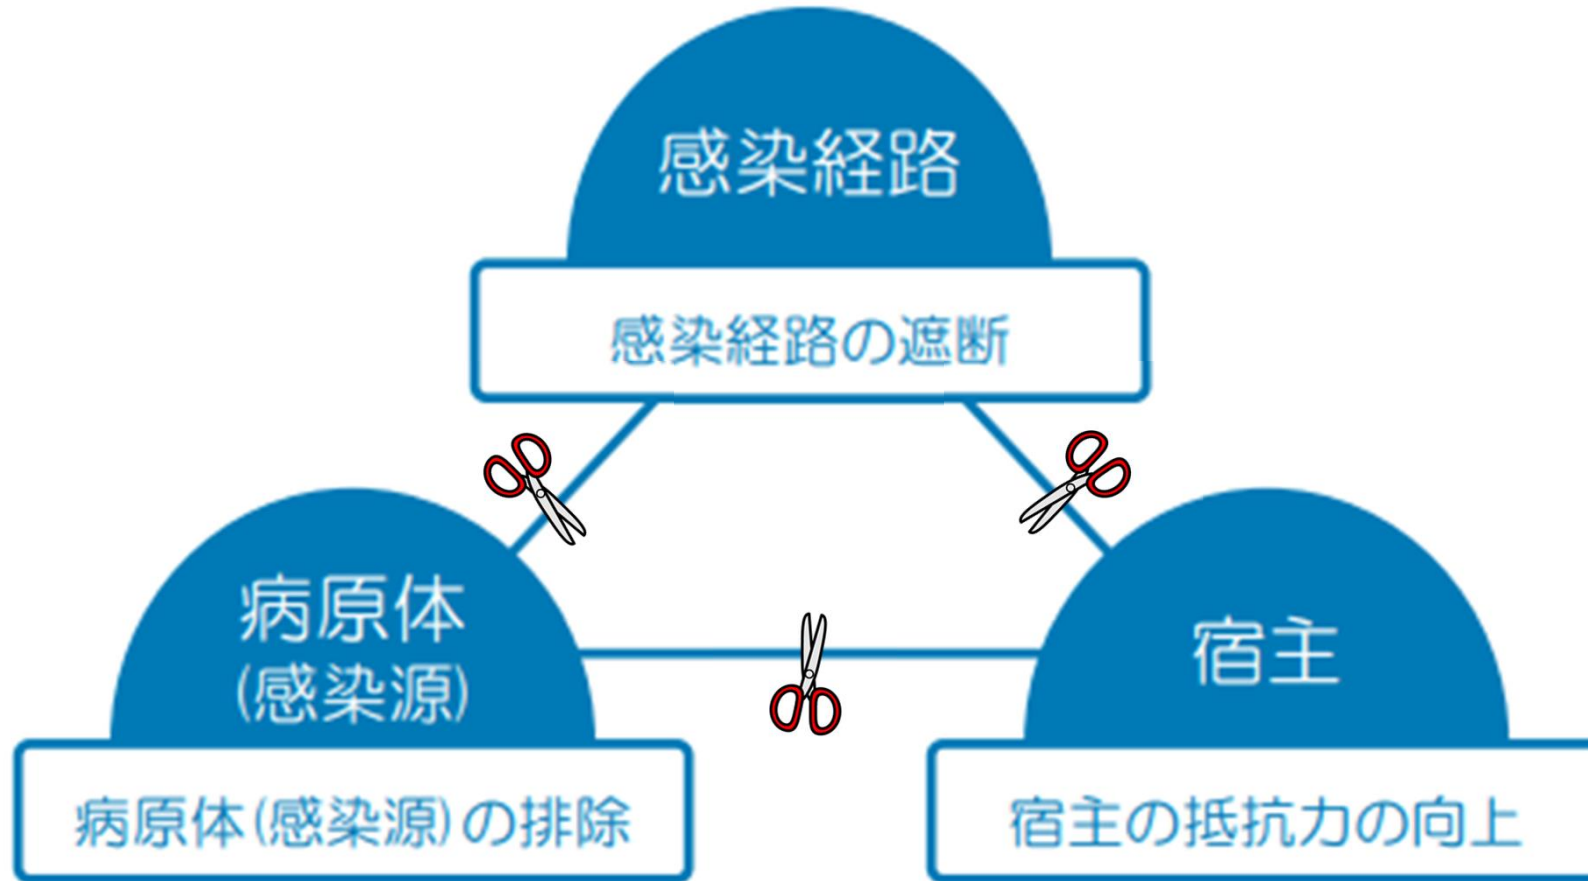 感染経路
感染経路の遮断
病原体
(感染源)
病原体(感染源)の排除
宿主
宿主の抵抗力の向上